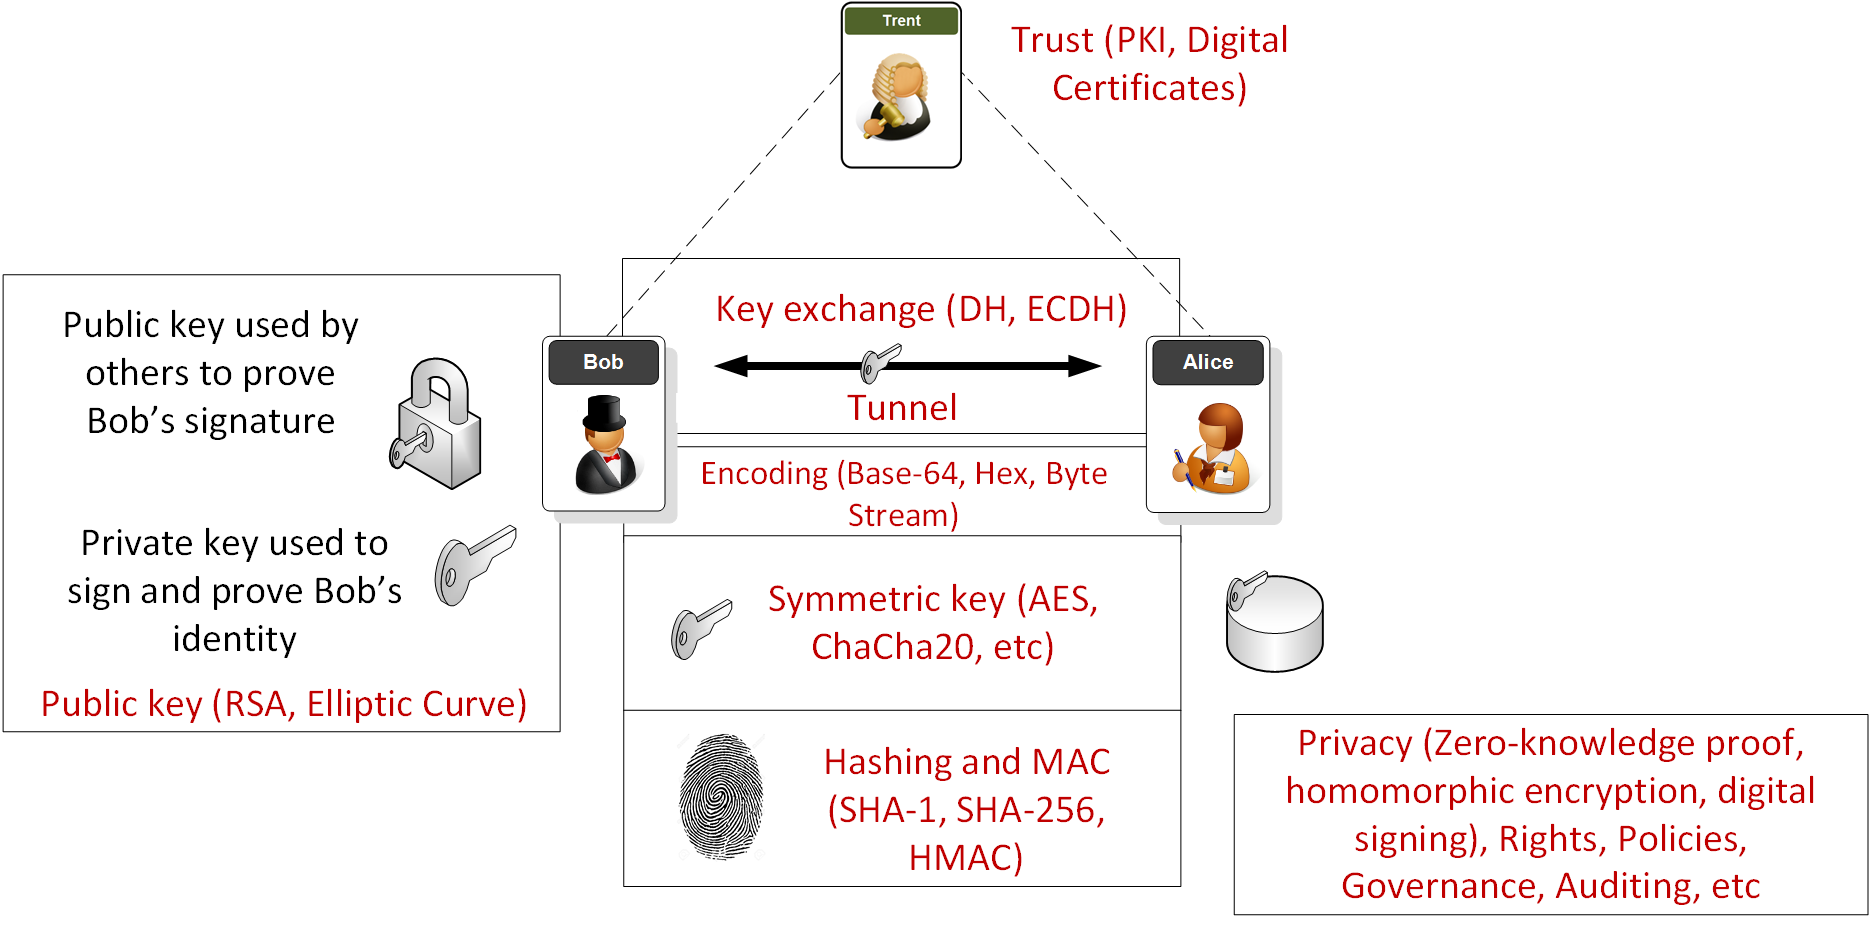 Trent
Trust (PKI, Digital
Certificates)
Public key used by
others to prove
Bob’s signature
Private key used to
sign and prove Bob’s
identity
Public key (RSA, Elliptic Curve)
Bob
Key exchange (DH, ECDH)
Tunnel
Alice
Encoding (Base-64, Hex, Byte
Stream)
Symmetric key (AES,
ChaCha20, etc)
Hashing and MAC
(SHA-1, SHA-256,
HMAC)
Privacy (Zero-knowledge proof,
homomorphic encryption, digital
signing), Rights, Policies,
Governance, Auditing, etc